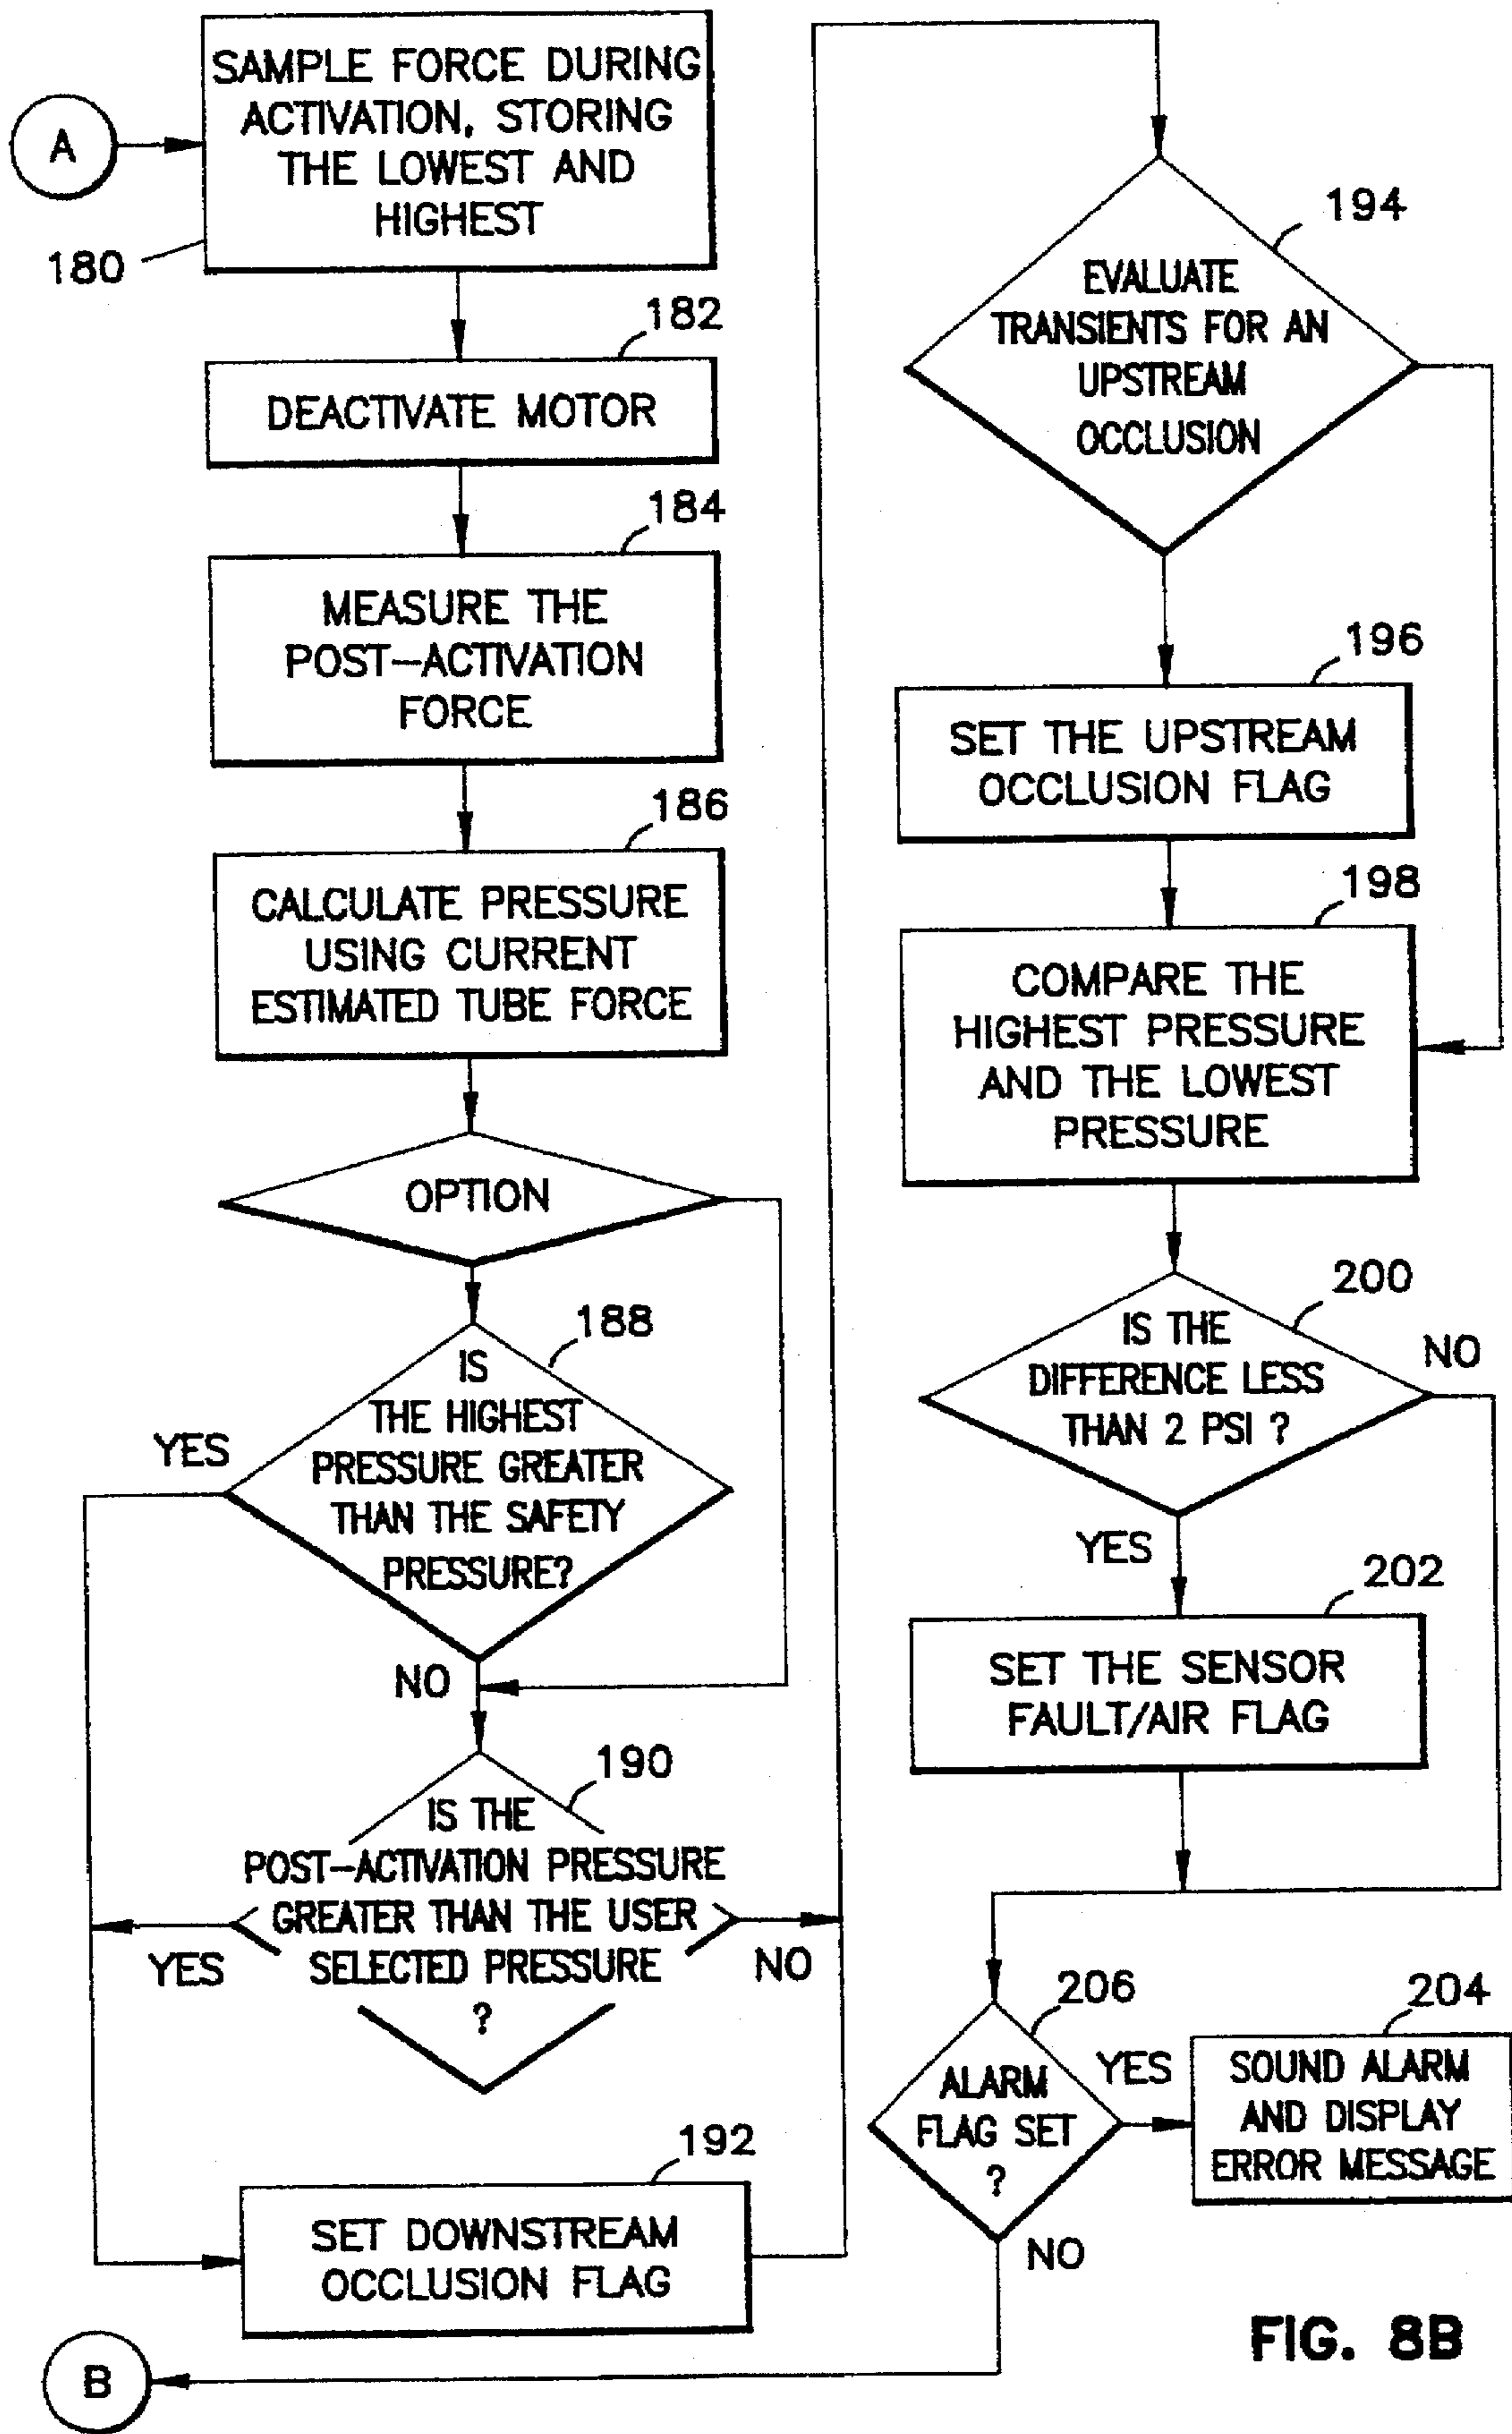 A
SAMPLE FORCE DURING
ACTIVATION, STORING
THE LOWEST AND
HIGHEST
180
182
DEACTIVATE MOTOR
184
MEASURE THE
POST-ACTIVATION
FORCE
186
CALCULATE PRESSURE
USING CURRENT
ESTIMATED TUBE FORCE
OPTION
188
IS
THE HIGHEST
PRESSURE GREATER
THAN THE SAFETY
PRESSURE?
YES
NO
190
IS THE
POST-ACTIVATION PRESSURE
GREATER THAN THE USER
SELECTED PRESSURE
?
YES
NO
192
SET DOWNSTREAM
OCCLUSION FLAG
194
EVALUATE
TRANSIENTS FOR AN
UPSTREAM
OCCLUSION
196
SET THE UPSTREAM
OCCLUSION FLAG
198
COMPARE THE
HIGHEST PRESSURE
AND THE LOWEST
PRESSURE
200
IS THE
DIFFERENCE LESS
THAN 2 PSI ?
NO
YES
202
SET THE SENSOR
FAULT/AIR FLAG
206
ALARM
FLAG SET
?
YES
204
SOUND ALARM
AND DISPLAY
ERROR MESSAGE
NO
B
FIG. 8B